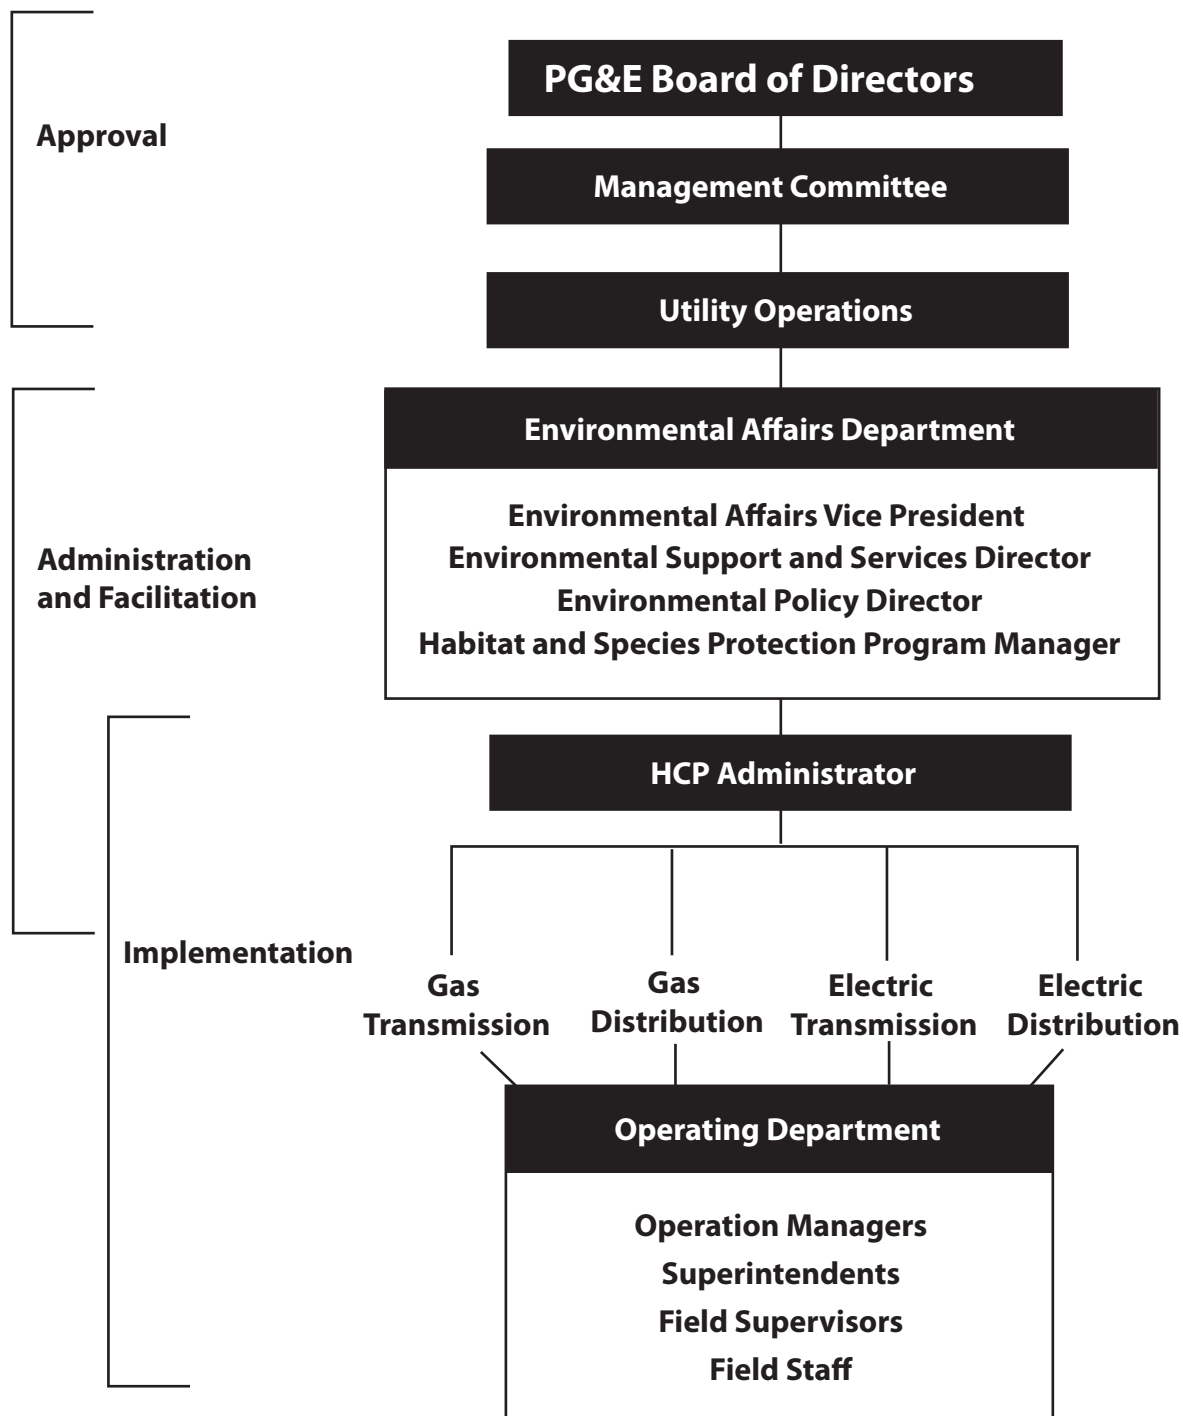 PG&E Board of Directors
Approval
Management Committee
Utility Operations
Environmental Affairs Department
Environmental Affairs Vice President
Environmental Support and Services Director
Environmental Policy Director
Habitat and Species Protection Program Manager
Administration
and Facilitation
HCP Administrator
Implementation
Gas
Transmission
Gas
Distribution
Electric
Transmission
Electric
Distribution
Operating Department
Operation Managers
Superintendents
Field Supervisors
Field Staff